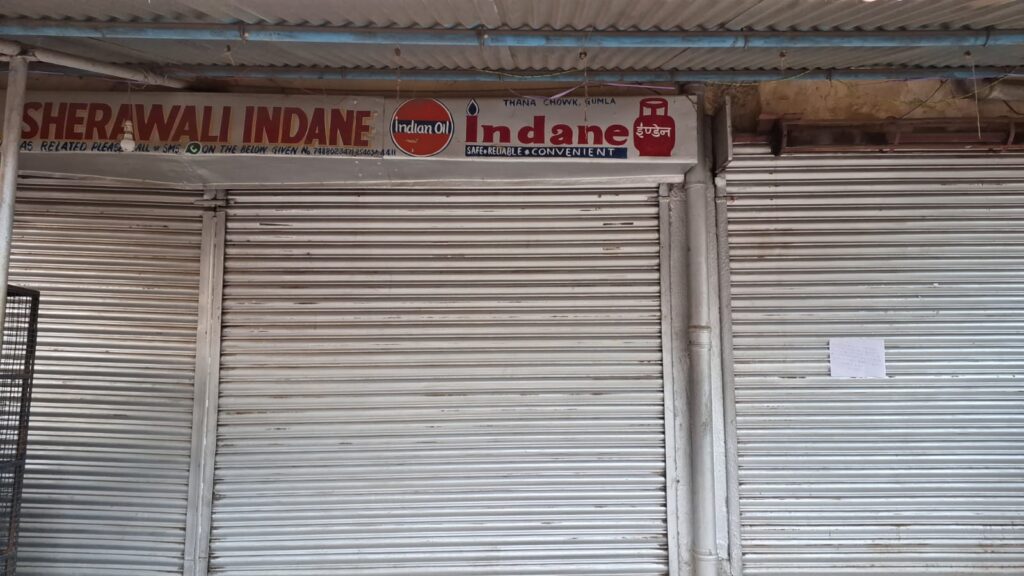 SHERAWALI INDANE
AS RELATED PLEASE CALL SMS ON THE BELOW GIVEN
Indian Oil
THANA CHOWK, GUMLA
Indane
SAFE RELIABLE CONVENIENT
इण्डेन